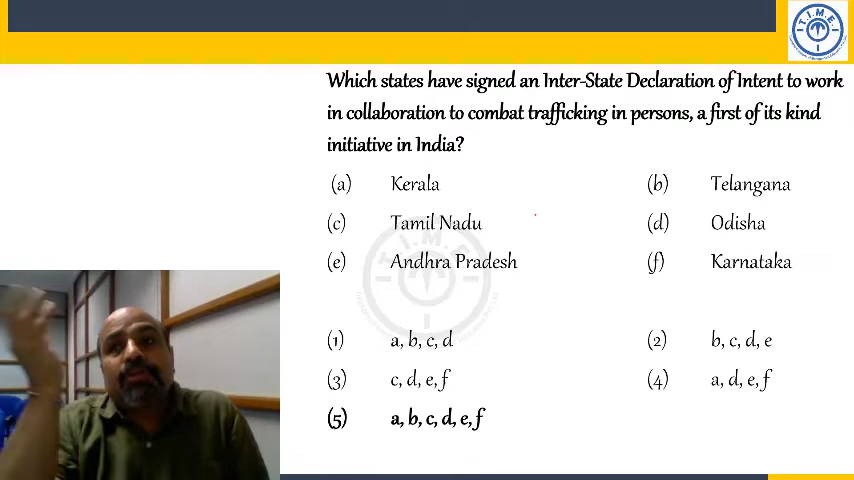 T.I.M.E.
Which states have signed an Inter-State Declaration of Intent to work
in collaboration to combat trafficking in persons, a first of its kind
initiative in India?
(a) Kerala (b) Telangana
(c) Tamil Nadu (d) Odisha
(e) Andhra Pradesh (f) Karnataka
(1) a, b, c, d (2) b, c, d, e
(3) c, d, e, f (4) a, d, e, f
(5) a, b, c, d, e, f